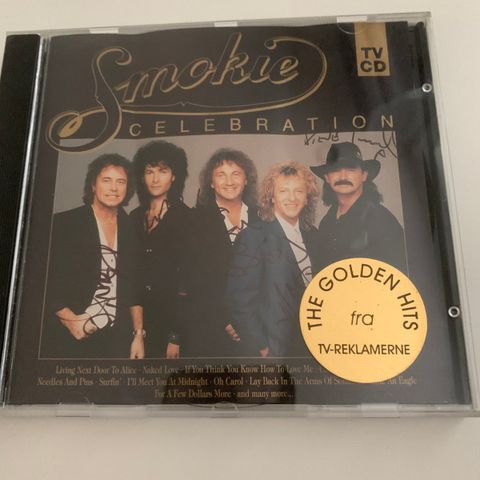 Smokie
TV
CD
CELEBRATION
THE GOLDEN HITS
fra
TV-REKLAMERNE
Living Next Door To Alice · Naked Love · If You Think You Know How To Love Me ·
Needles And Pins · Surfin' · I'll Meet You At Midnight · Oh Carol · Lay Back In The Arms Of An Eagle
For A Few Dollars More · and many more...